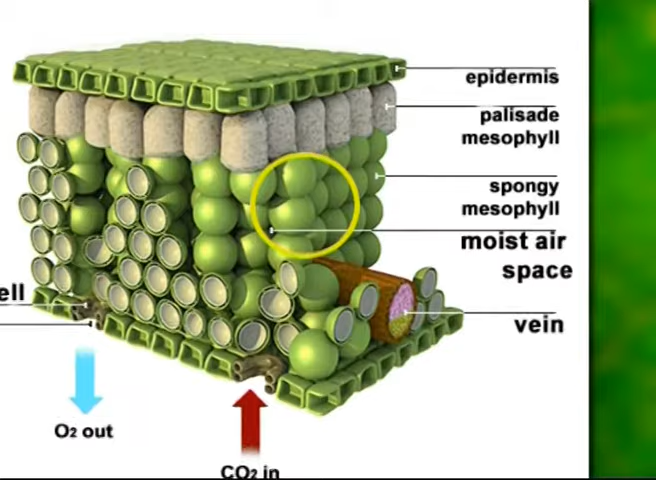 epidermis
palisade
mesophyll
spongy
mesophyll
moist air
space
ell
vein
O2 out
CO2 in